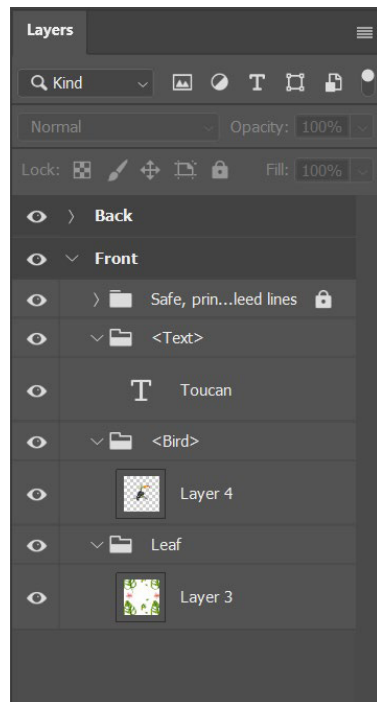 Layers
Kind
Normal Opacity: 100%
Lock: Fill: 100%
Back
Front
Safe, prin...leed lines
<Text>
T Toucan
<Bird>
Layer 4
Leaf
Layer 3